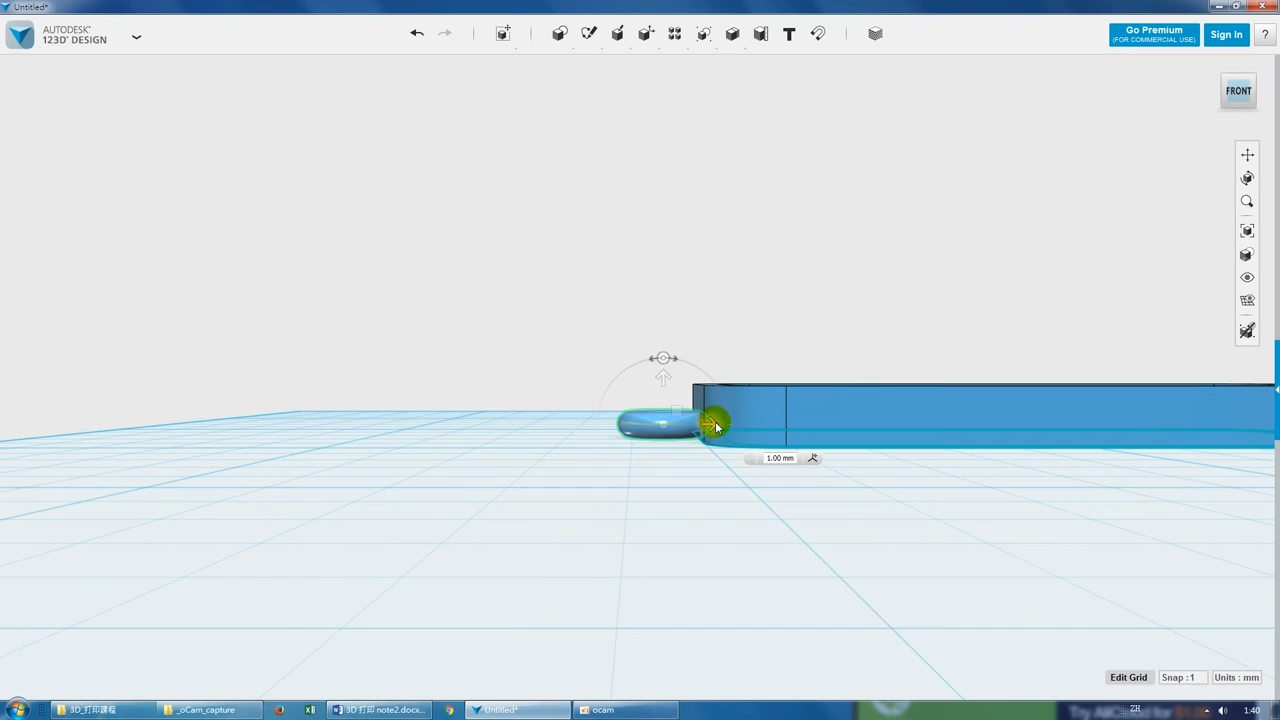 Untitled*
AUTODESK®
123D® DESIGN
T
Go Premium
(FOR COMMERCIAL USE)
Sign In
?
FRONT
1.00 mm
Edit Grid
Snap : 1
Units : mm
3D_打印課程
_oCam_capture
3D 打印 note2.docx...
Untitled*
ocam
ZH
1:40